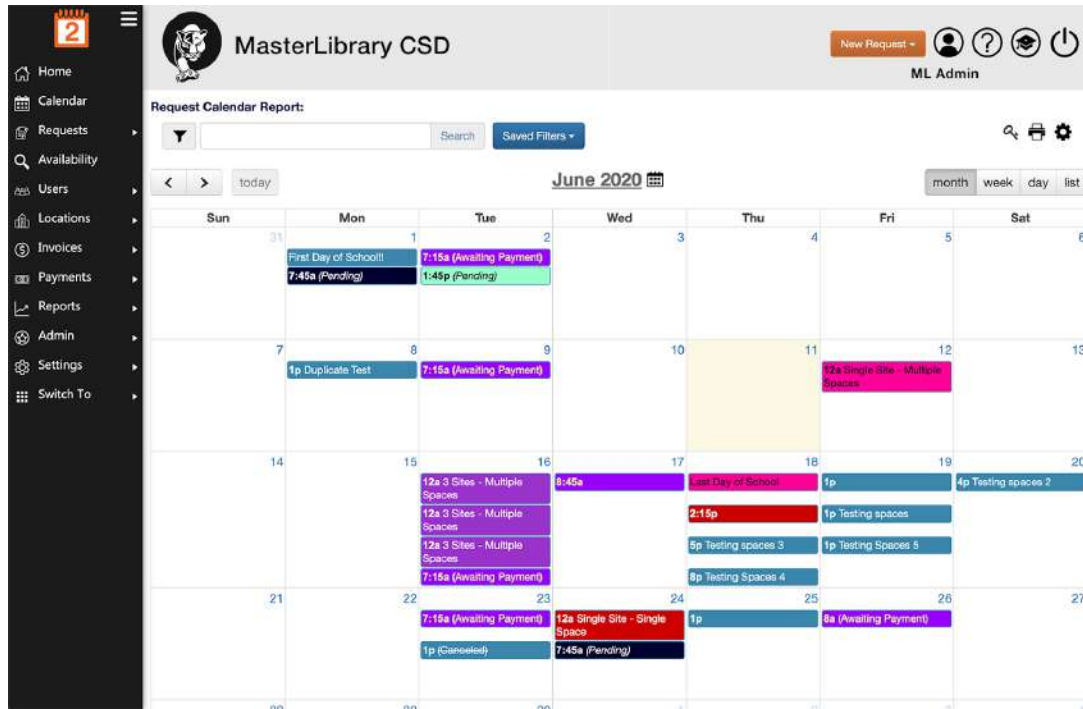 2
MasterLibrary CSD
New Request
ML Admin
Home
Calendar
Requests
Availability
Users
Locations
Invoices
Payments
Reports
Admin
Settings
Switch To
Request Calendar Report:
Search
Saved Filters
today
June 2020
month week day list
Sun Mon Tue Wed Thu Fri Sat
31 1 2 3 4 5 6
First Day of School!!
7:15a (Awaiting Payment)
7:45a (Pending)
1:45p (Pending)
7 8 9 10 11 12 13
1p Duplicate Test
7:15a (Awaiting Payment)
12a Single Site - Multiple
Spaces
14 15 16 17 18 19 20
12a 3 Sites - Multiple
Spaces
12a 3 Sites - Multiple
Spaces
12a 3 Sites - Multiple
Spaces
7:15a (Awaiting Payment)
8:45a
Last Day of School
2:15p
5p Testing spaces 3
8p Testing Spaces 4
1p
1p Testing spaces
1p Testing Spaces 5
4p Testing spaces 2
21 22 23 24 25 26 27
7:15a (Awaiting Payment)
1p (Canceled)
12a Single Site - Single
Space
7:45a (Pending)
1p
8a (Awaiting Payment)